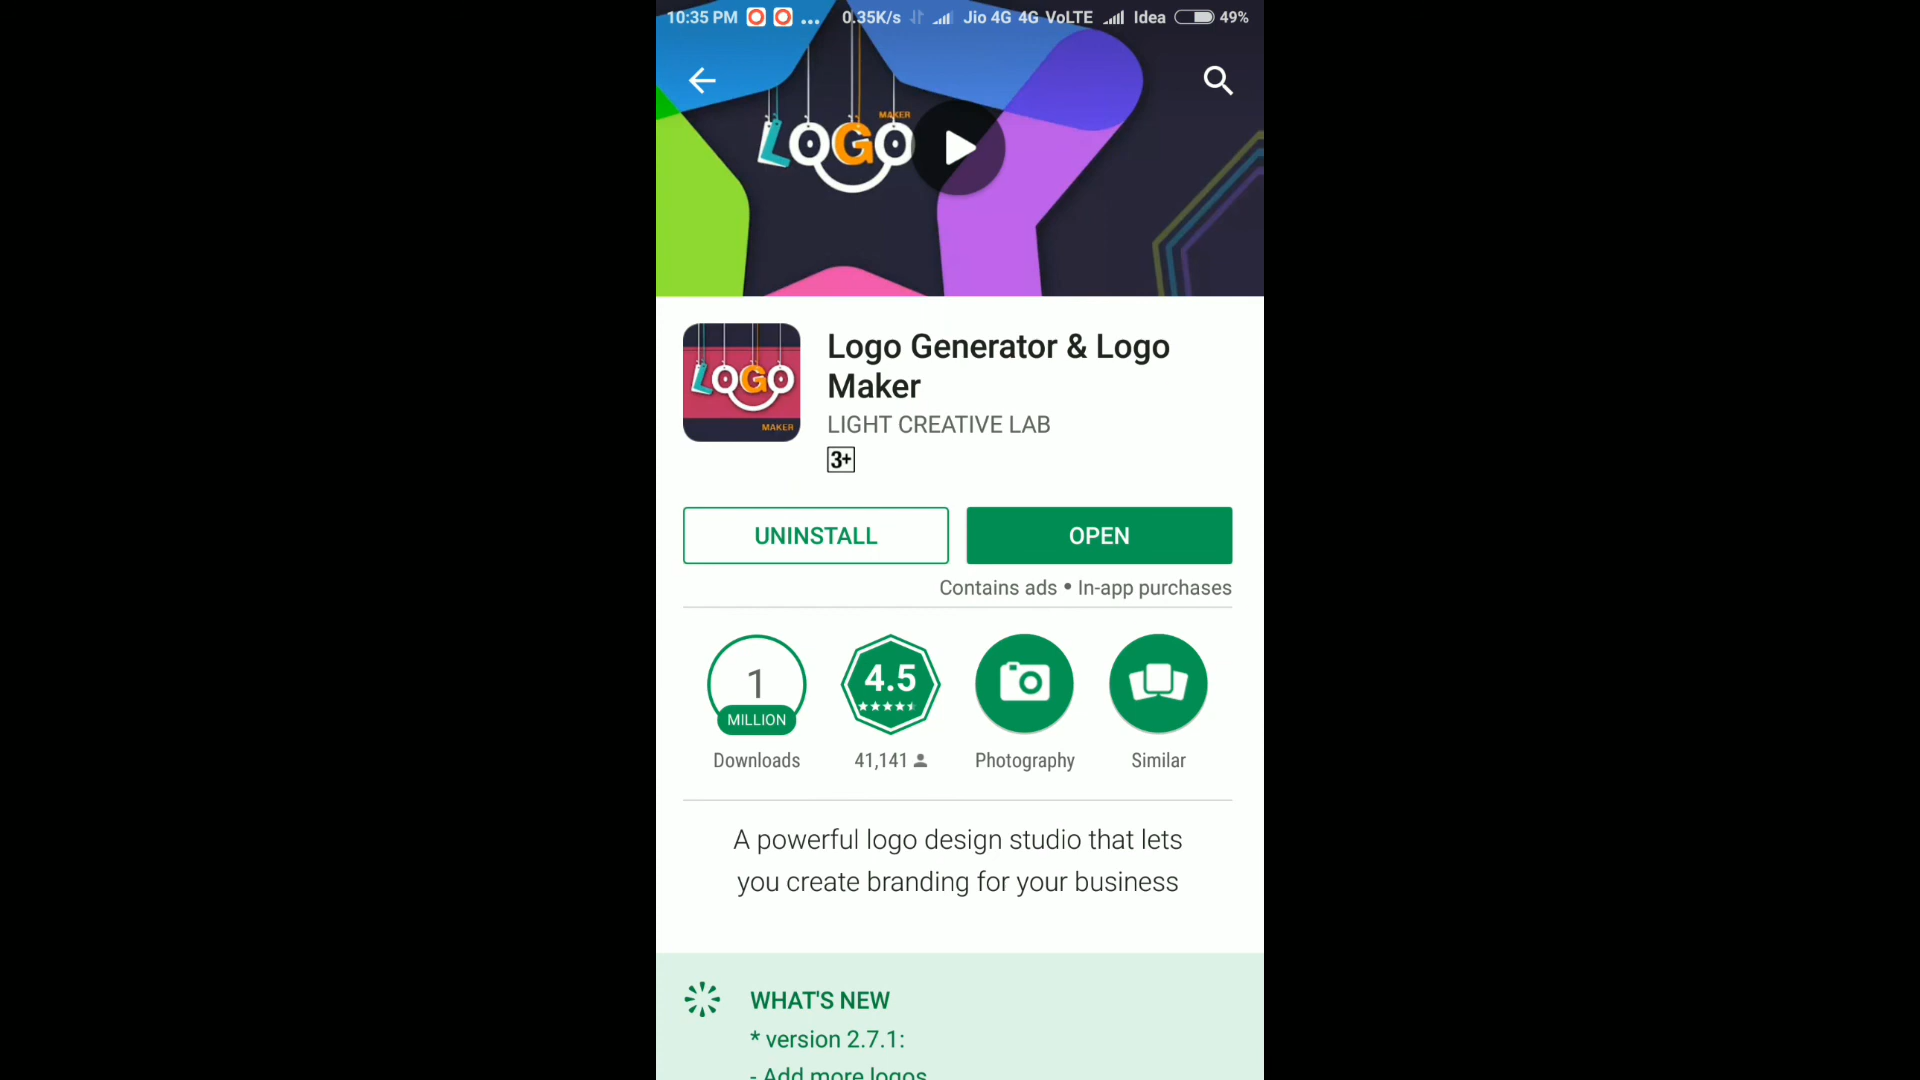 10:35 PM ... 0.35K/s Jio 4G 4G VoLTE Idea 49%
MAKER
LOGO
LOGO
MAKER
Logo Generator & Logo
Maker
LIGHT CREATIVE LAB
3+
UNINSTALL OPEN
Contains ads • In-app purchases
1 4.5
MILLION
Downloads 41,141 Photography Similar
A powerful logo design studio that lets
you create branding for your business
WHAT'S NEW
* version 2.7.1:
- Add more logos